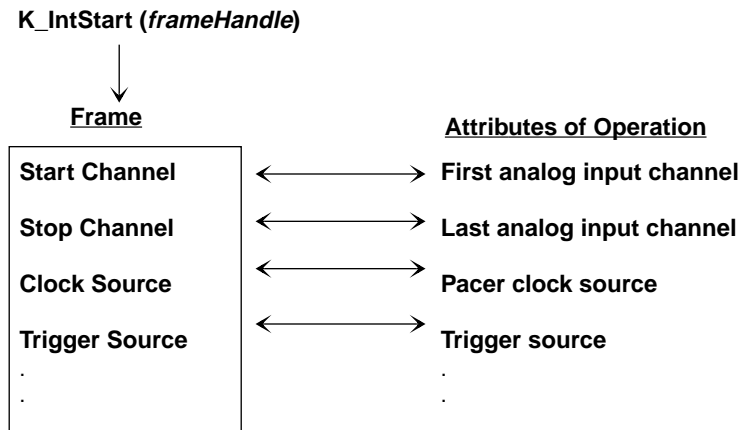 K_IntStart (frameHandle)
Frame
Attributes of Operation
Start Channel
First analog input channel
Stop Channel
Last analog input channel
Clock Source
Pacer clock source
Trigger Source
Trigger source
.
.
.
.